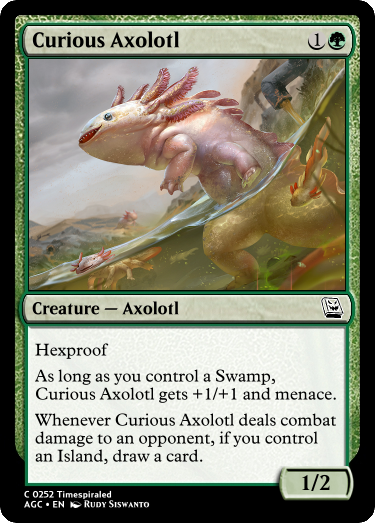 Curious Axolotl 1
Creature — Axolotl
Hexproof
As long as you control a Swamp,
Curious Axolotl gets +1/+1 and menace.
Whenever Curious Axolotl deals combat
damage to an opponent, if you control
an Island, draw a card.
1/2
C 0252 Timespiraled
AGC • EN Rudy Siswanto